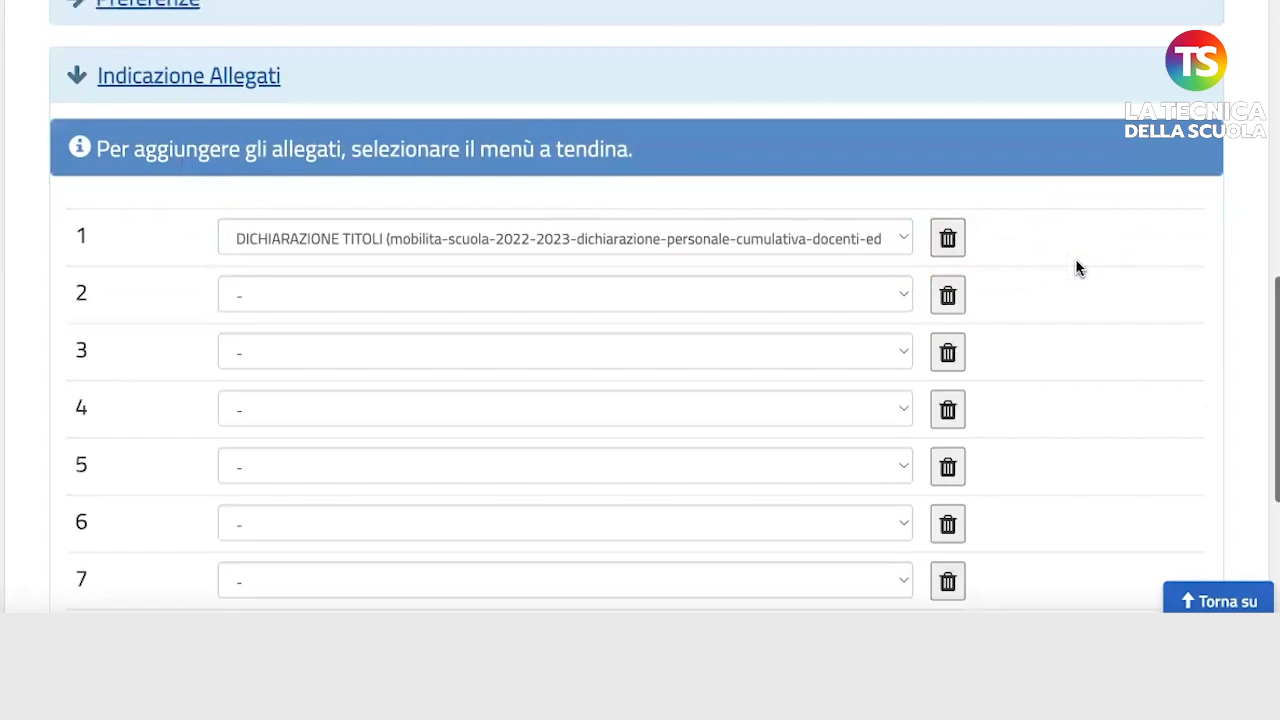 Preferenze
Indicazione Allegati
TS
LA TECNICA
DELLA SCUOLA
Per aggiungere gli allegati, selezionare il menù a tendina.
1 DICHIARAZIONE TITOLI (mobilita-scuola-2022-2023-dichiarazione-personale-cumulativa-docenti-ed
2 -
3 -
4 -
5 -
6 -
7 -
Torna su